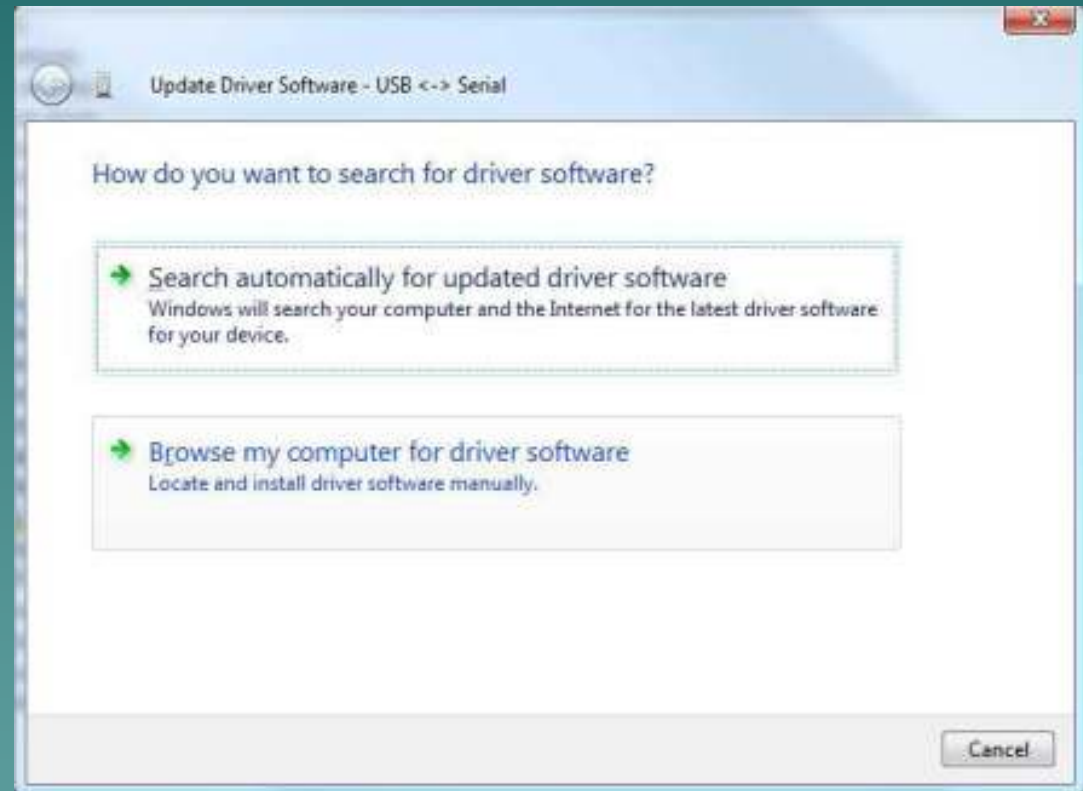 Update Driver Software - USB <-> Serial
How do you want to search for driver software?
Search automatically for updated driver software
Windows will search your computer and the Internet for the latest driver software
for your device.
Browse my computer for driver software
Locate and install driver software manually.
Cancel